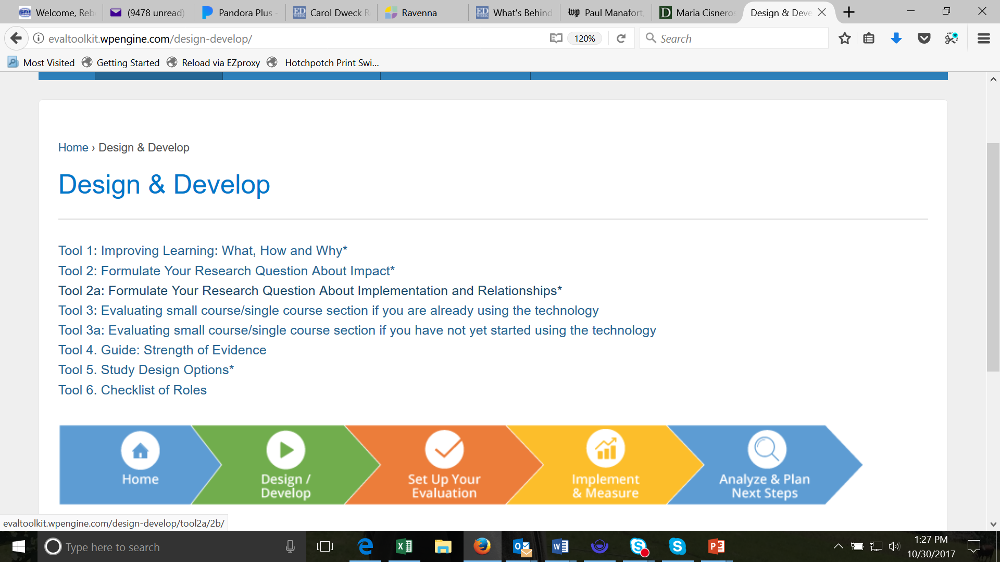 Welcome, Reb
(9478 unread)
Pandora Plus -
Carol Dweck R
Ravenna
What's Behind
Paul Manafort,
Maria Cisneros
Design & Deve
evaltoolkit.wpengine.com/design-develop/
120%
Search
Most Visited
Getting Started
Reload via EZproxy
Hotchpotch Print Swi...
Home › Design & Develop
Design & Develop
Tool 1: Improving Learning: What, How and Why*
Tool 2: Formulate Your Research Question About Impact*
Tool 2a: Formulate Your Research Question About Implementation and Relationships*
Tool 3: Evaluating small course/single course section if you are already using the technology
Tool 3a: Evaluating small course/single course section if you have not yet started using the technology
Tool 4. Guide: Strength of Evidence
Tool 5. Study Design Options*
Tool 6. Checklist of Roles
Home
Design /
Develop
Set Up Your
Evaluation
Implement
& Measure
Analyze & Plan
Next Steps
evaltoolkit.wpengine.com/design-develop/tool2a/2b/
Type here to search
1:27 PM
10/30/2017